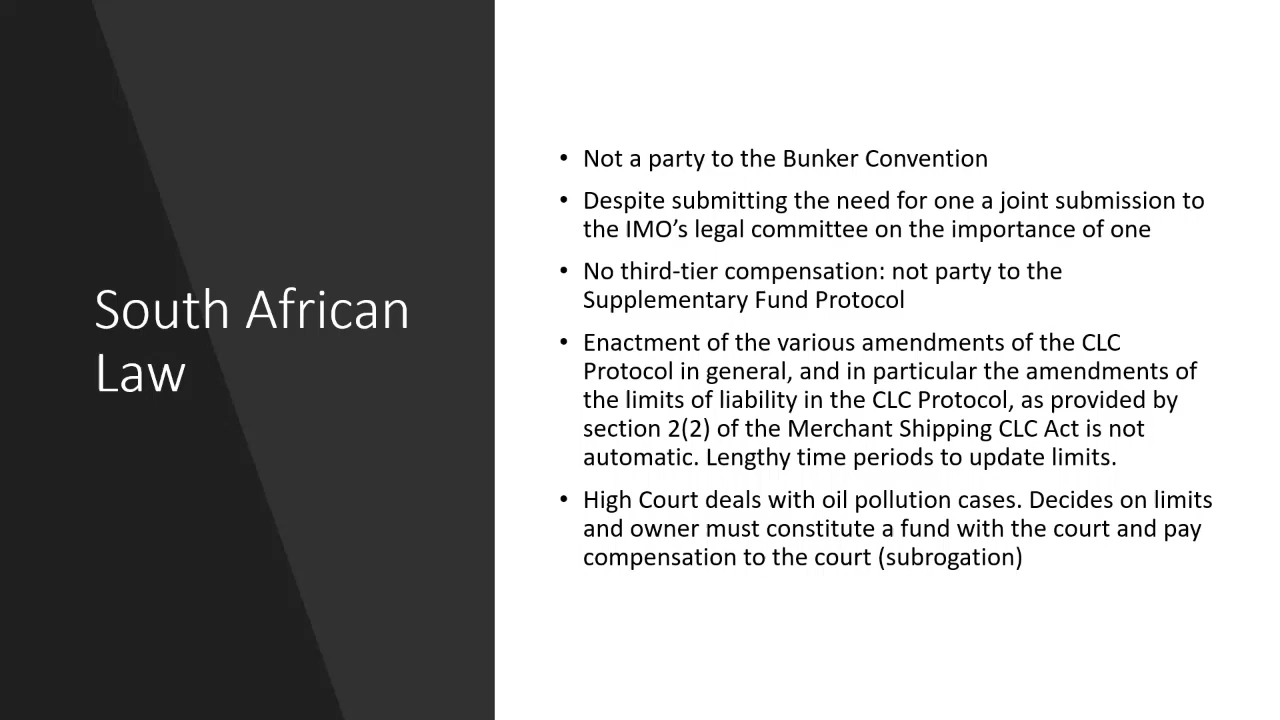 South African
Law
• Not a party to the Bunker Convention
• Despite submitting the need for one a joint submission to
the IMO’s legal committee on the importance of one
• No third-tier compensation: not party to the
Supplementary Fund Protocol
• Enactment of the various amendments of the CLC
Protocol in general, and in particular the amendments of
the limits of liability in the CLC Protocol, as provided by
section 2(2) of the Merchant Shipping CLC Act is not
automatic. Lengthy time periods to update limits.
• High Court deals with oil pollution cases. Decides on limits
and owner must constitute a fund with the court and pay
compensation to the court (subrogation)